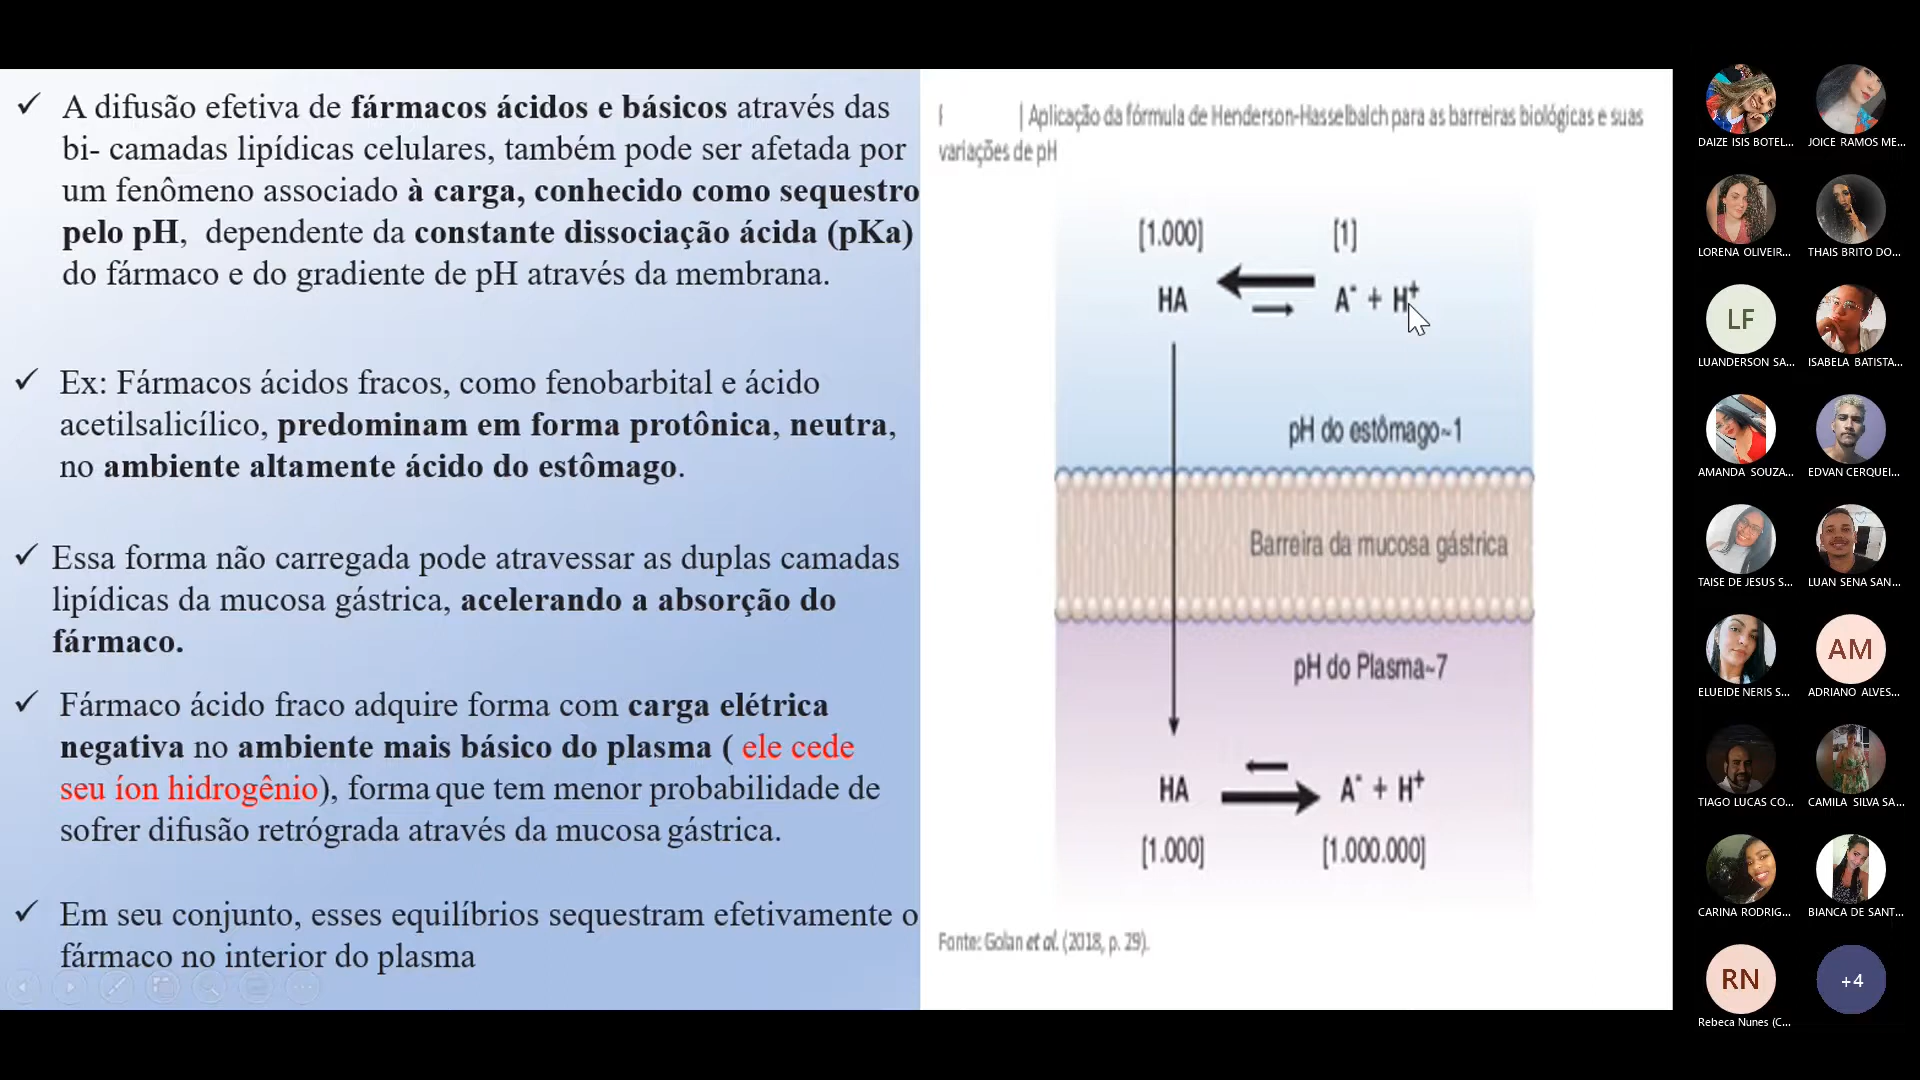 ✓ A difusão efetiva de fármacos ácidos e básicos através das
bi- camadas lipídicas celulares, também pode ser afetada por
um fenômeno associado à carga, conhecido como sequestro
pelo pH, dependente da constante dissociação ácida (pKa)
do fármaco e do gradiente de pH através da membrana.
✓ Ex: Fármacos ácidos fracos, como fenobarbital e ácido
acetilsalicílico, predominam em forma protônica, neutra,
no ambiente altamente ácido do estômago.
✓ Essa forma não carregada pode atravessar as duplas camadas
lipídicas da mucosa gástrica, acelerando a absorção do
fármaco.
✓ Fármaco ácido fraco adquire forma com carga elétrica
negativa no ambiente mais básico do plasma ( ele cede
seu íon hidrogênio), forma que tem menor probabilidade de
sofrer difusão retrógrada através da mucosa gástrica.
✓ Em seu conjunto, esses equilíbrios sequestram efetivamente o
fármaco no interior do plasma
| Aplicação da fórmula de Henderson-Hasselbalch para as barreiras biológicas e suas
variações de pH
[1.000] [1]
HA A⁻ + H⁺
pH do estômago~1
Barreira da mucosa gástrica
pH do Plasma~7
HA A⁻ + H⁺
[1.000] [1.000.000]
Fonte: Golan et al. (2018, p. 29).
DAIZE ISIS BOTEL... JOICE RAMOS ME...
LORENA OLIVEIR... THAIS BRITO DO...
LF
LUANDERSON SA... ISABELA BATISTA...
AMANDA SOUZA... EDVAN CERQUEI...
TAISE DE JESUS S... LUAN SENA SAN...
AM
ELUEIDE NERIS S... ADRIANO ALVES...
TIAGO LUCAS CO... CAMILA SILVA SA...
CARINA RODRIG... BIANCA DE SANT...
RN +4
Rebeca Nunes (C...